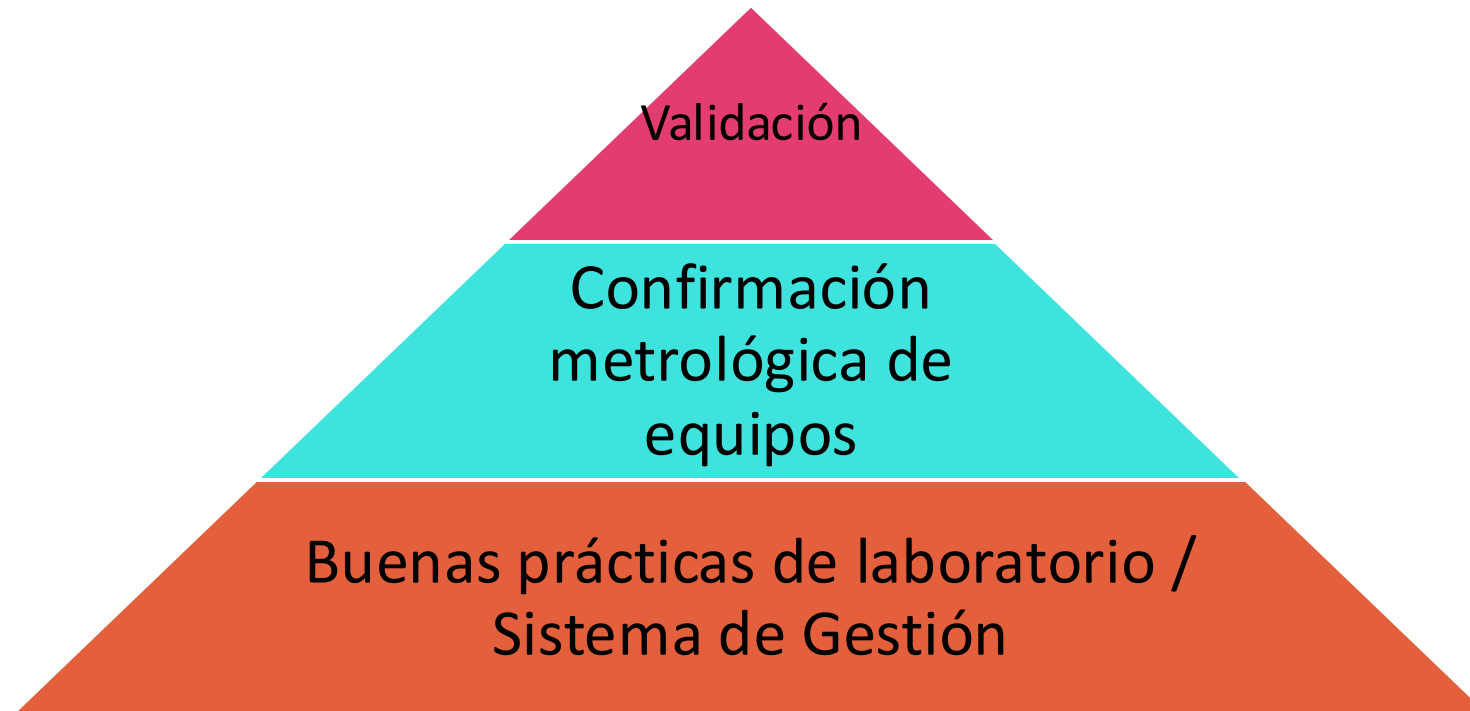 Validación
Confirmación
metrológica de
equipos
Buenas prácticas de laboratorio /
Sistema de Gestión